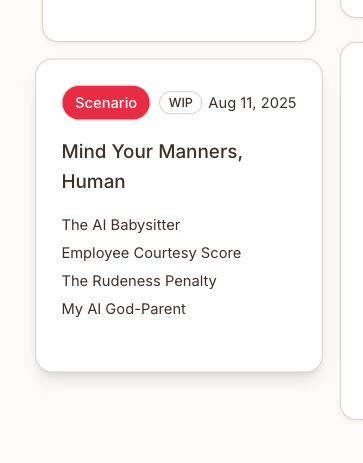 Scenario WIP Aug 11, 2025
Mind Your Manners,
Human
The AI Babysitter
Employee Courtesy Score
The Rudeness Penalty
My AI God-Parent